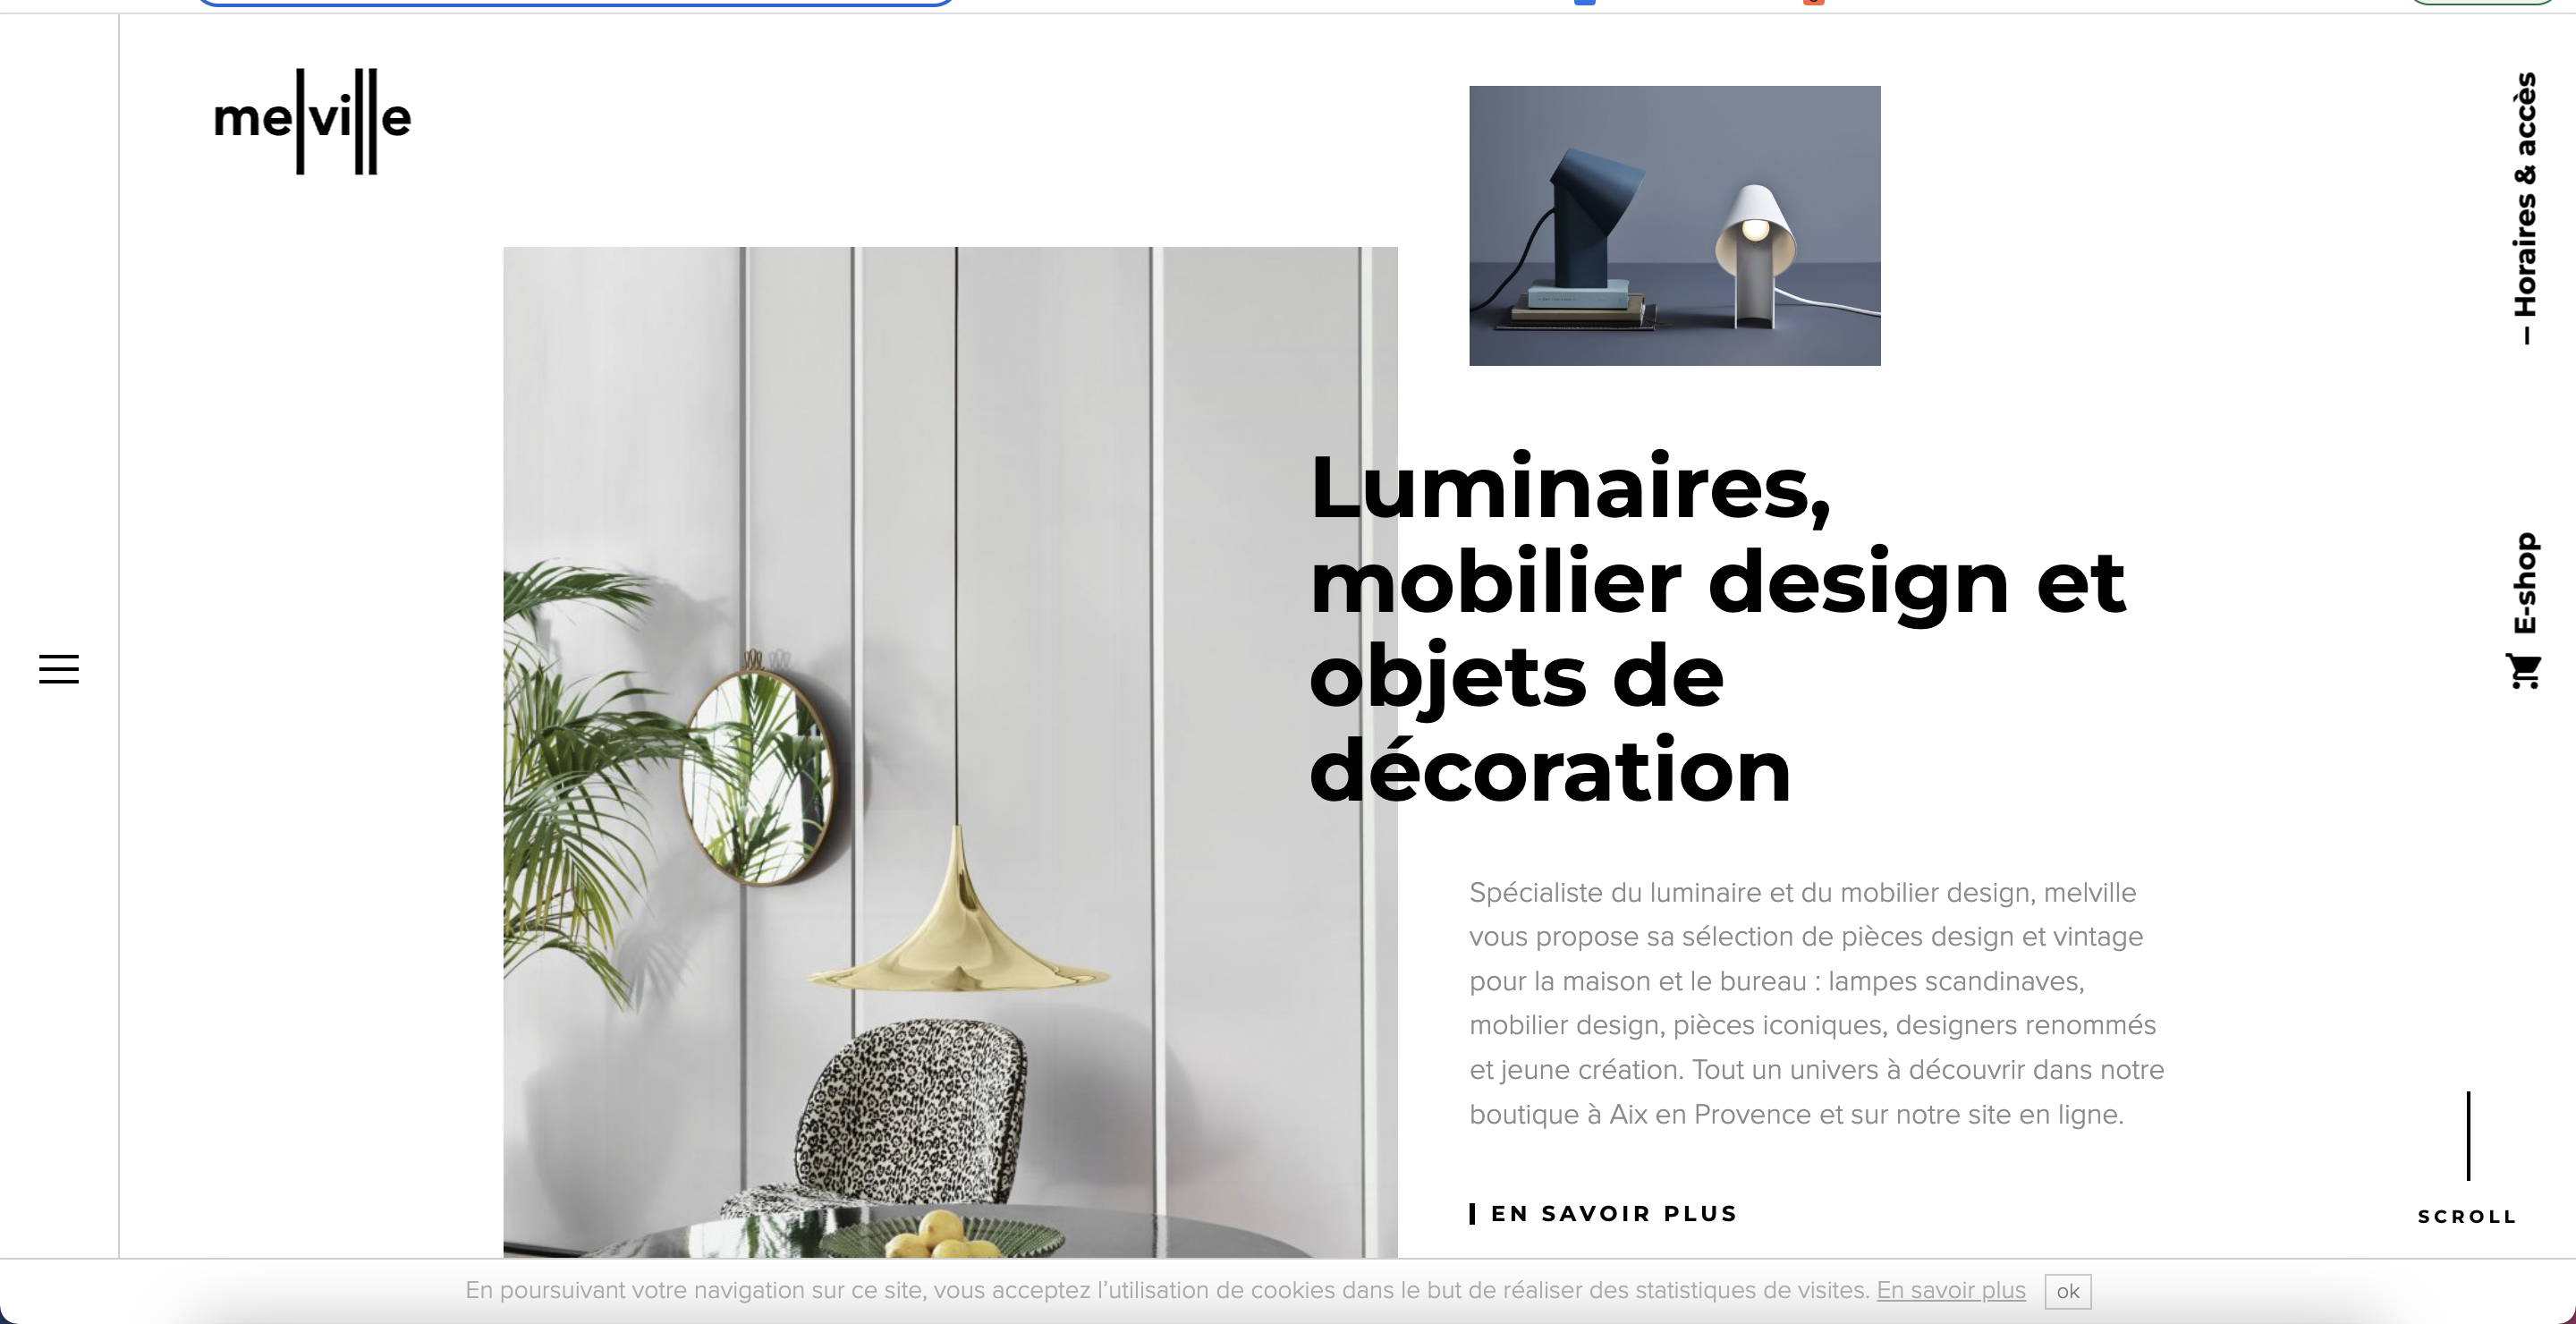 melville
— Horaires & accès
Luminaires,
mobilier design et
objets de
décoration
E-shop
Spécialiste du luminaire et du mobilier design, melville
vous propose sa sélection de pièces design et vintage
pour la maison et le bureau : lampes scandinaves,
mobilier design, pièces iconiques, designers renommés
et jeune création. Tout un univers à découvrir dans notre
boutique à Aix en Provence et sur notre site en ligne.
EN SAVOIR PLUS
SCROLL
En poursuivant votre navigation sur ce site, vous acceptez l’utilisation de cookies dans le but de réaliser des statistiques de visites. En savoir plus ok